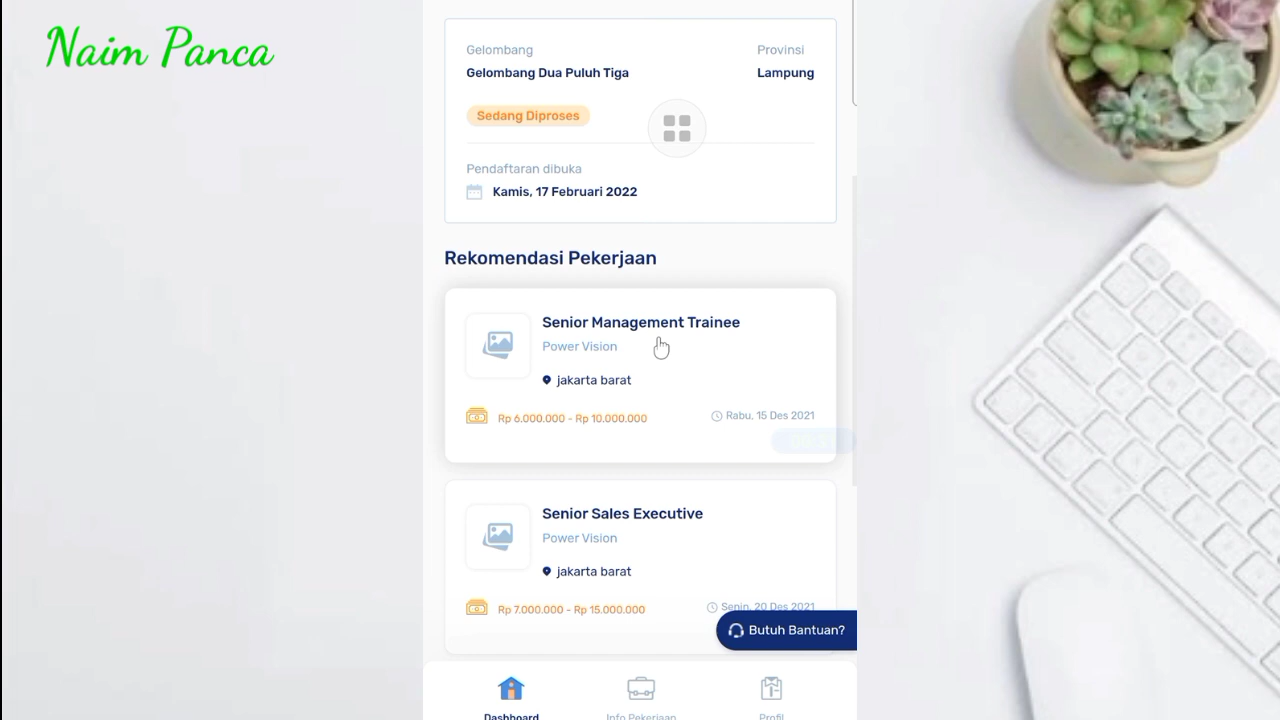 Naim Panca
Gelombang
Provinsi
Gelombang Dua Puluh Tiga
Lampung
Sedang Diproses
Pendaftaran dibuka
Kamis, 17 Februari 2022
Rekomendasi Pekerjaan
Senior Management Trainee
Power Vision
jakarta barat
Rp 6.000.000 - Rp 10.000.000
Rabu, 15 Des 2021
Senior Sales Executive
Power Vision
jakarta barat
Rp 7.000.000 - Rp 15.000.000
Senin, 20 Des 2021
Butuh Bantuan?
Dashboard
Info Pekerjaan
Profil